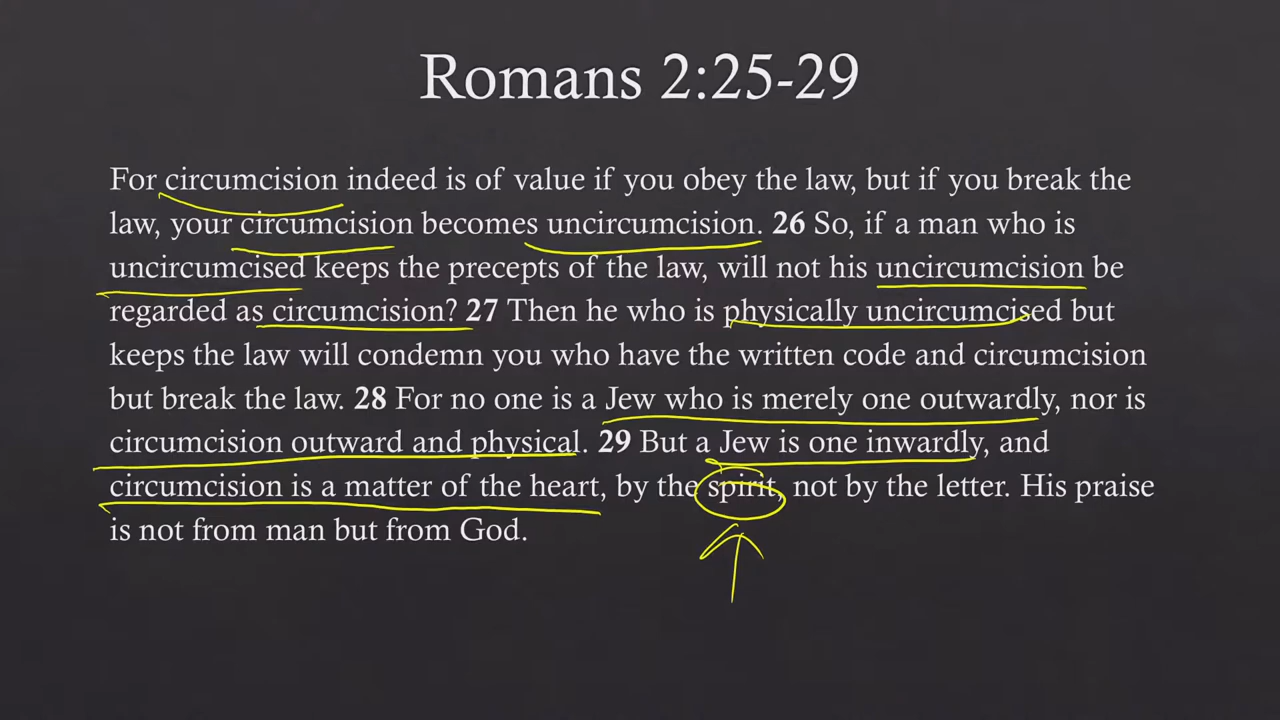 Romans 2:25-29
For circumcision indeed is of value if you obey the law, but if you break the
law, your circumcision becomes uncircumcision. 26 So, if a man who is
uncircumcised keeps the precepts of the law, will not his uncircumcision be
regarded as circumcision? 27 Then he who is physically uncircumcised but
keeps the law will condemn you who have the written code and circumcision
but break the law. 28 For no one is a Jew who is merely one outwardly, nor is
circumcision outward and physical. 29 But a Jew is one inwardly, and
circumcision is a matter of the heart, by the spirit, not by the letter. His praise
is not from man but from God.